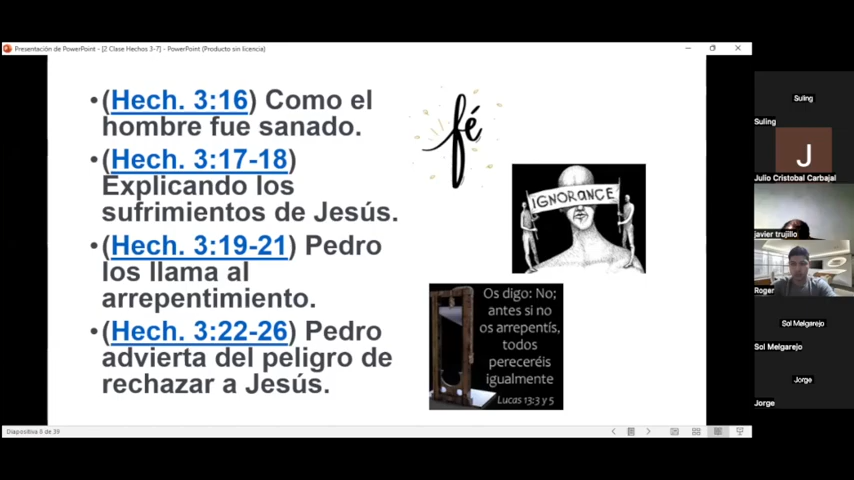 Presentación de PowerPoint - [2 Clase Hechos 3-7] - PowerPoint (Producto sin licencia)
•(Hech. 3:16) Como el
hombre fue sanado.
•(Hech. 3:17-18)
Explicando los
sufrimientos de Jesús.
•(Hech. 3:19-21) Pedro
los llama al
arrepentimiento.
•(Hech. 3:22-26) Pedro
advierta del peligro de
rechazar a Jesús.
fé
IGNORANCE
Os digo: No;
antes si no
os arrepentís,
todos
pereceréis
igualmente
Lucas 13:3 y 5
Diapositiva 8 de 39
Suling
Suling
J
Julio Cristobal Carbajal
javier trujillo
Roger
Sol Melgarejo
Sol Melgarejo
Jorge
Jorge